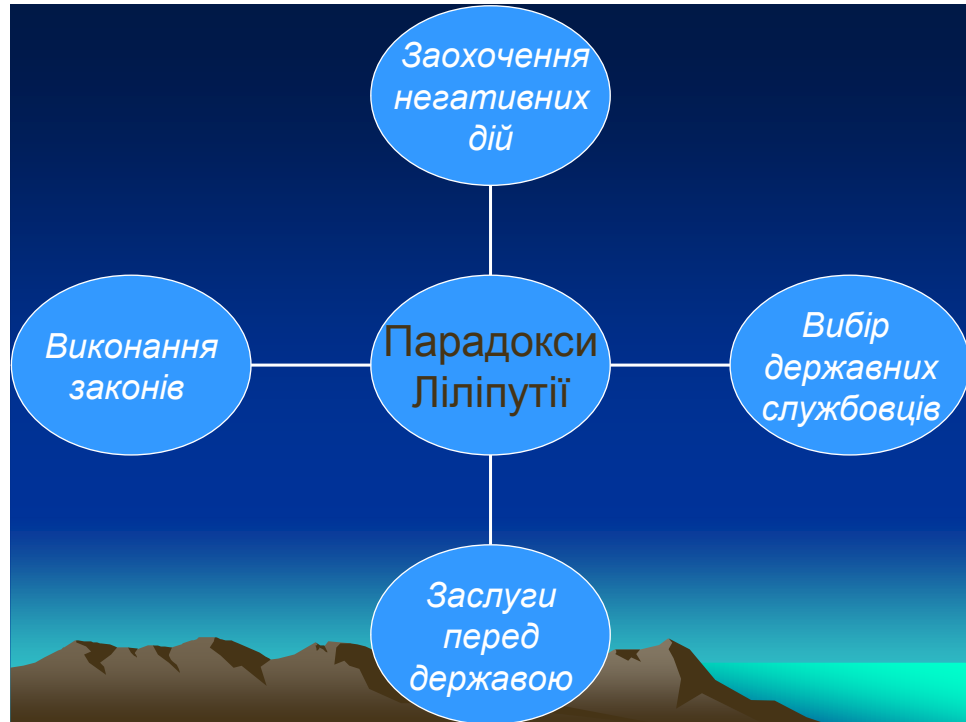 Заохочення
негативних
дій
Виконання
законів
Парадокси
Ліліпутії
Вибір
державних
службовців
Заслуги
перед
державою